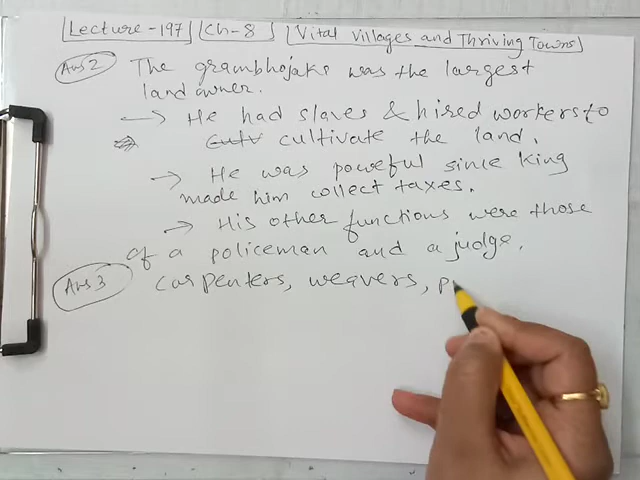 Lecture - 197 Ch-8 Vital Villages and Thriving Towns
Ans 2 The grambhojaks was the largest
land owner.
→ He had slaves & hired workers to
cultivate the land.
→ He was poweful since king
made him collect taxes.
→ His other functions were those
of a policeman and a judge.
Ans 3 carpenters, weavers, p